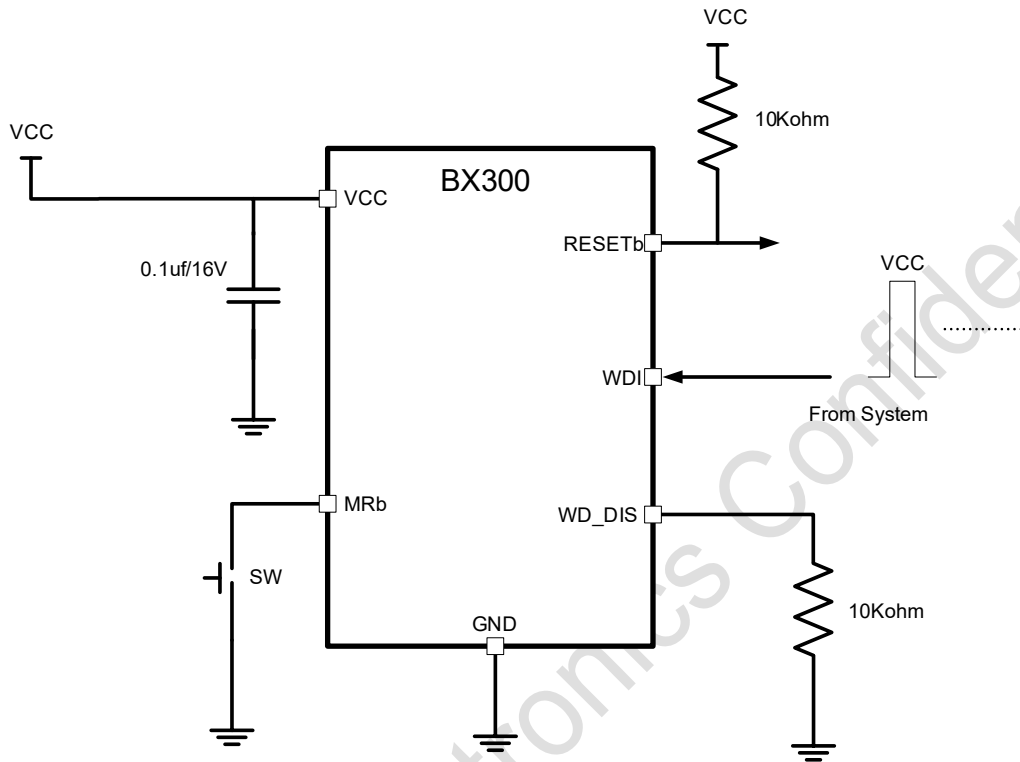 VCC
10Kohm
VCC
BX300
VCC
RESETb
0.1uf/16V
VCC
WDI
From System
MRb
WD_DIS
SW
10Kohm
GND